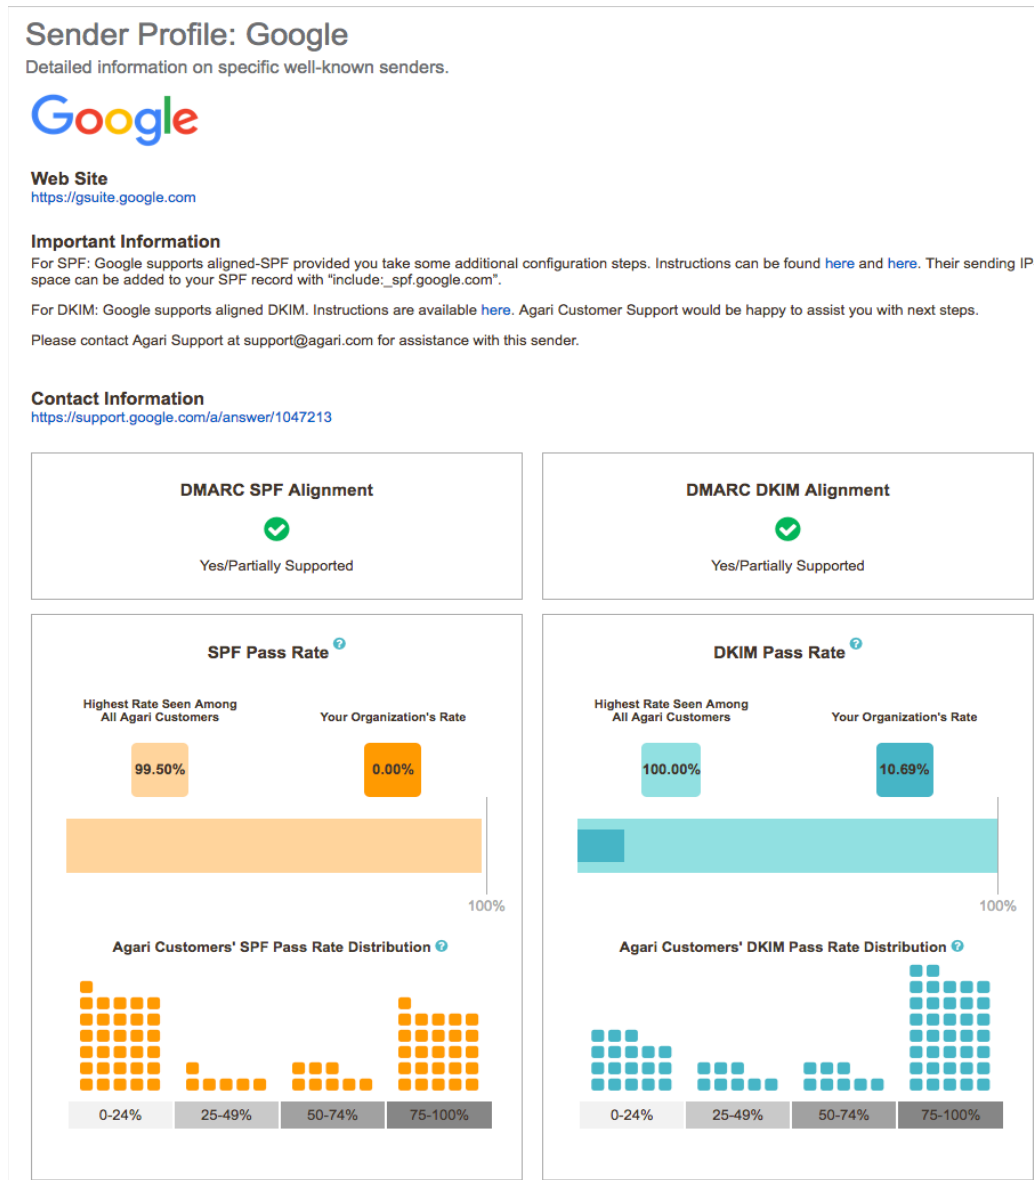 Sender Profile: Google
Detailed information on specific well-known senders.
Google
Web Site
https://gsuite.google.com
Important Information
For SPF: Google supports aligned-SPF provided you take some additional configuration steps. Instructions can be found here and here. Their sending IP
space can be added to your SPF record with “include:_spf.google.com”.
For DKIM: Google supports aligned DKIM. Instructions are available here. Agari Customer Support would be happy to assist you with next steps.
Please contact Agari Support at support@agari.com for assistance with this sender.
Contact Information
https://support.google.com/a/answer/1047213
DMARC SPF Alignment
Yes/Partially Supported
DMARC DKIM Alignment
Yes/Partially Supported
SPF Pass Rate ?
Highest Rate Seen Among
All Agari Customers
Your Organization's Rate
99.50%
0.00%
100%
Agari Customers' SPF Pass Rate Distribution ?
0-24% 25-49% 50-74% 75-100%
DKIM Pass Rate ?
Highest Rate Seen Among
All Agari Customers
Your Organization's Rate
100.00%
10.69%
100%
Agari Customers' DKIM Pass Rate Distribution ?
0-24% 25-49% 50-74% 75-100%